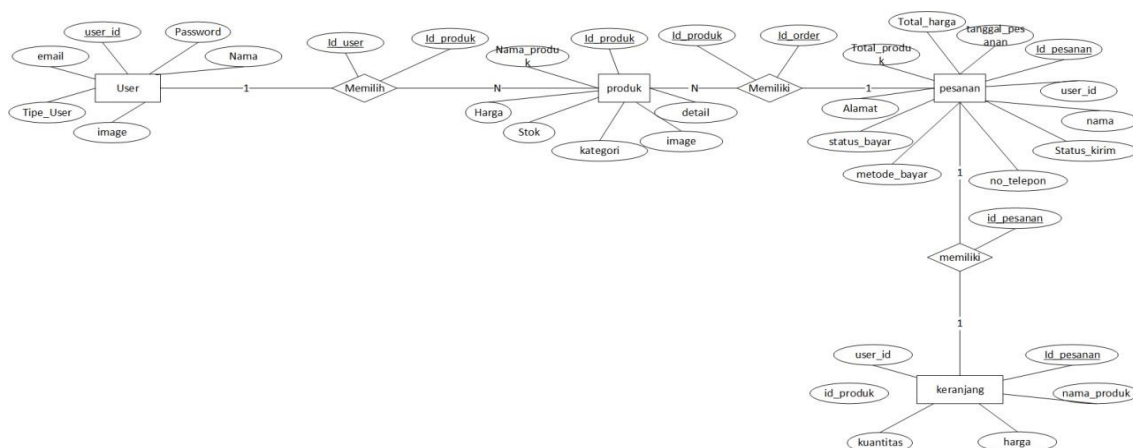 user_id
Password
email
Nama
User
Tipe_User
image
1
Id_user
Id_produk
Memilih
N
Nama_produ
k
Id_produk
produk
Harga
Stok
kategori
image
detail
N
Id_produk
Id_order
Memiliki
1
Total_harga
tanggal_pes
anan
Id_pesanan
Total_produ
k
pesanan
user_id
Alamat
nama
status_bayar
Status_kirim
metode_bayar
no_telepon
1
id_pesanan
memiliki
1
user_id
Id_pesanan
id_produk
keranjang
nama_produk
kuantitas
harga